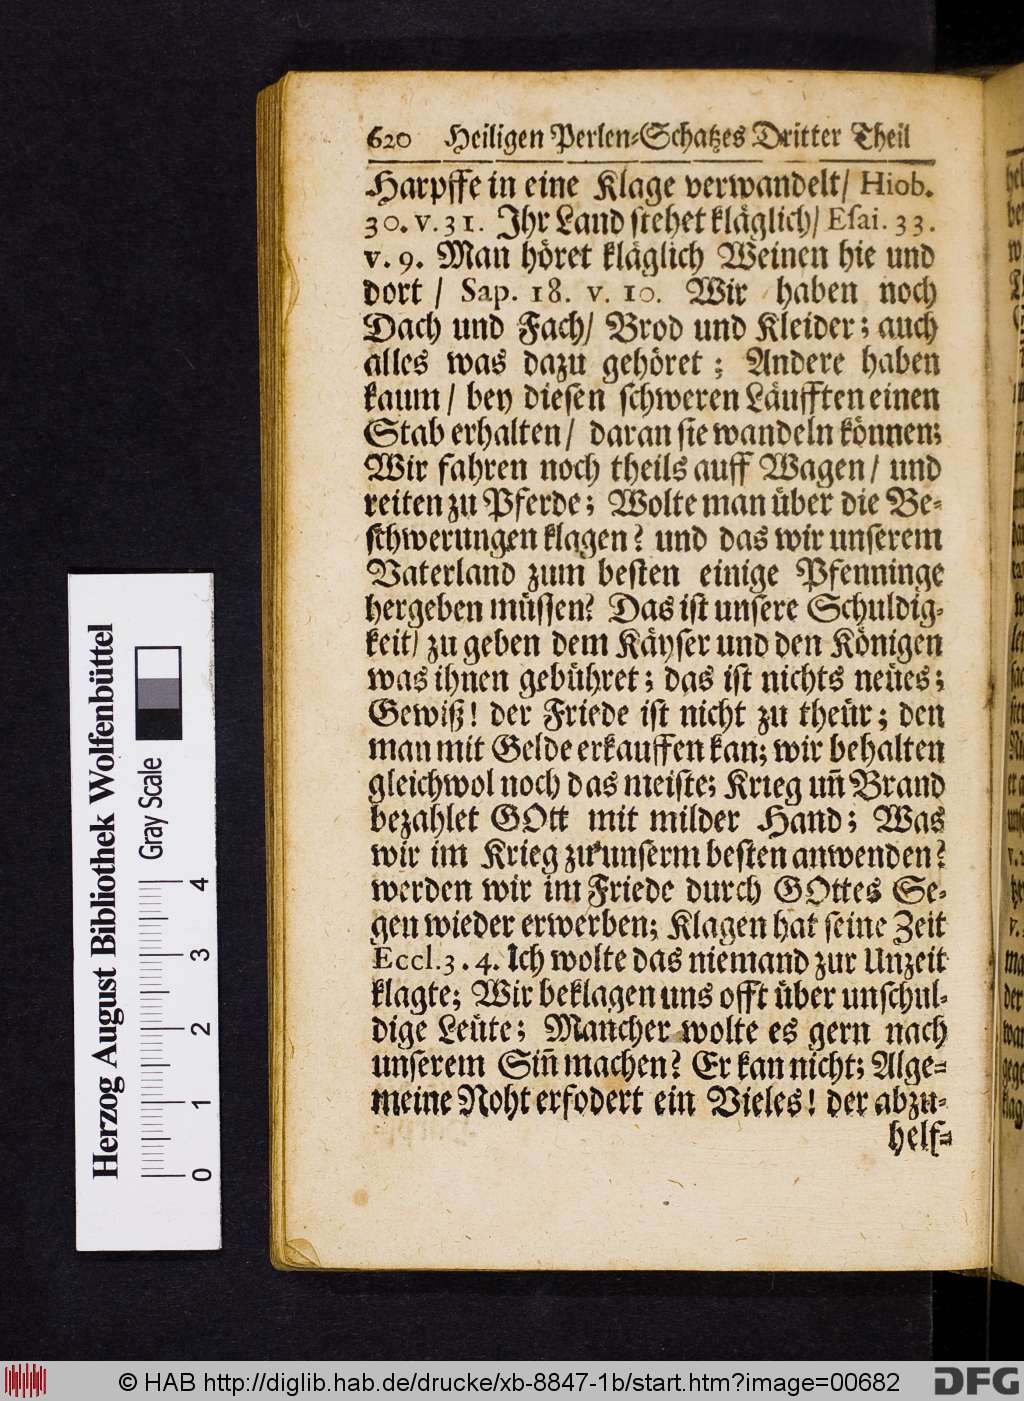 620 Heiligen Perlen-Schatzes Dritter Theil
Harpffe in eine Klage verwandelt/ Hiob.
30. v. 31. Ihr Land stehet kläglich/ Esai. 33.
v. 9. Man höret kläglich Weinen hie und
dort / Sap. 18. v. 10. Wir haben noch
Dach und Fach/ Brod und Kleider; auch
alles was dazu gehöret; Andere haben
kaum / bey diesen schweren Läufften einen
Stab erhalten/ daran sie wandeln können;
Wir fahren noch theils auff Wagen/ und
reiten zu Pferde; Wolte man über die Be-
schwerungen klagen? und das wir unserem
Vaterland zum besten einige Pfenninge
hergeben müssen? Das ist unsere Schuldig-
keit/ zu geben dem Käyser und den Königen
was ihnen gebühret; das ist nichts neües;
Gewiß! der Friede ist nicht zu theür; den
man mit Gelde erkauffen kan; wir behalten
gleichwol noch das meiste; Krieg uñ Brand
bezahlet GOtt mit milder Hand; Was
wir im Krieg zu unserm besten anwenden?
werden wir im Friede durch GOttes Se-
gen wieder erwerben; Klagen hat seine Zeit
Eccl. 3. 4. Ich wolte das niemand zur Unzeit
klagte; Wir beklagen uns offt über unschul-
dige Leüte; Mancher wolte es gern nach
unserem Siñ machen? Er kan nicht; Alge-
meine Noht erfodert ein Vieles! der abzu-
helf-
Herzog August Bibliothek Wolfenbüttel
Gray Scale
0 1 2 3 4
© HAB http://diglib.hab.de/drucke/xb-8847-1b/start.htm?image=00682
DFG